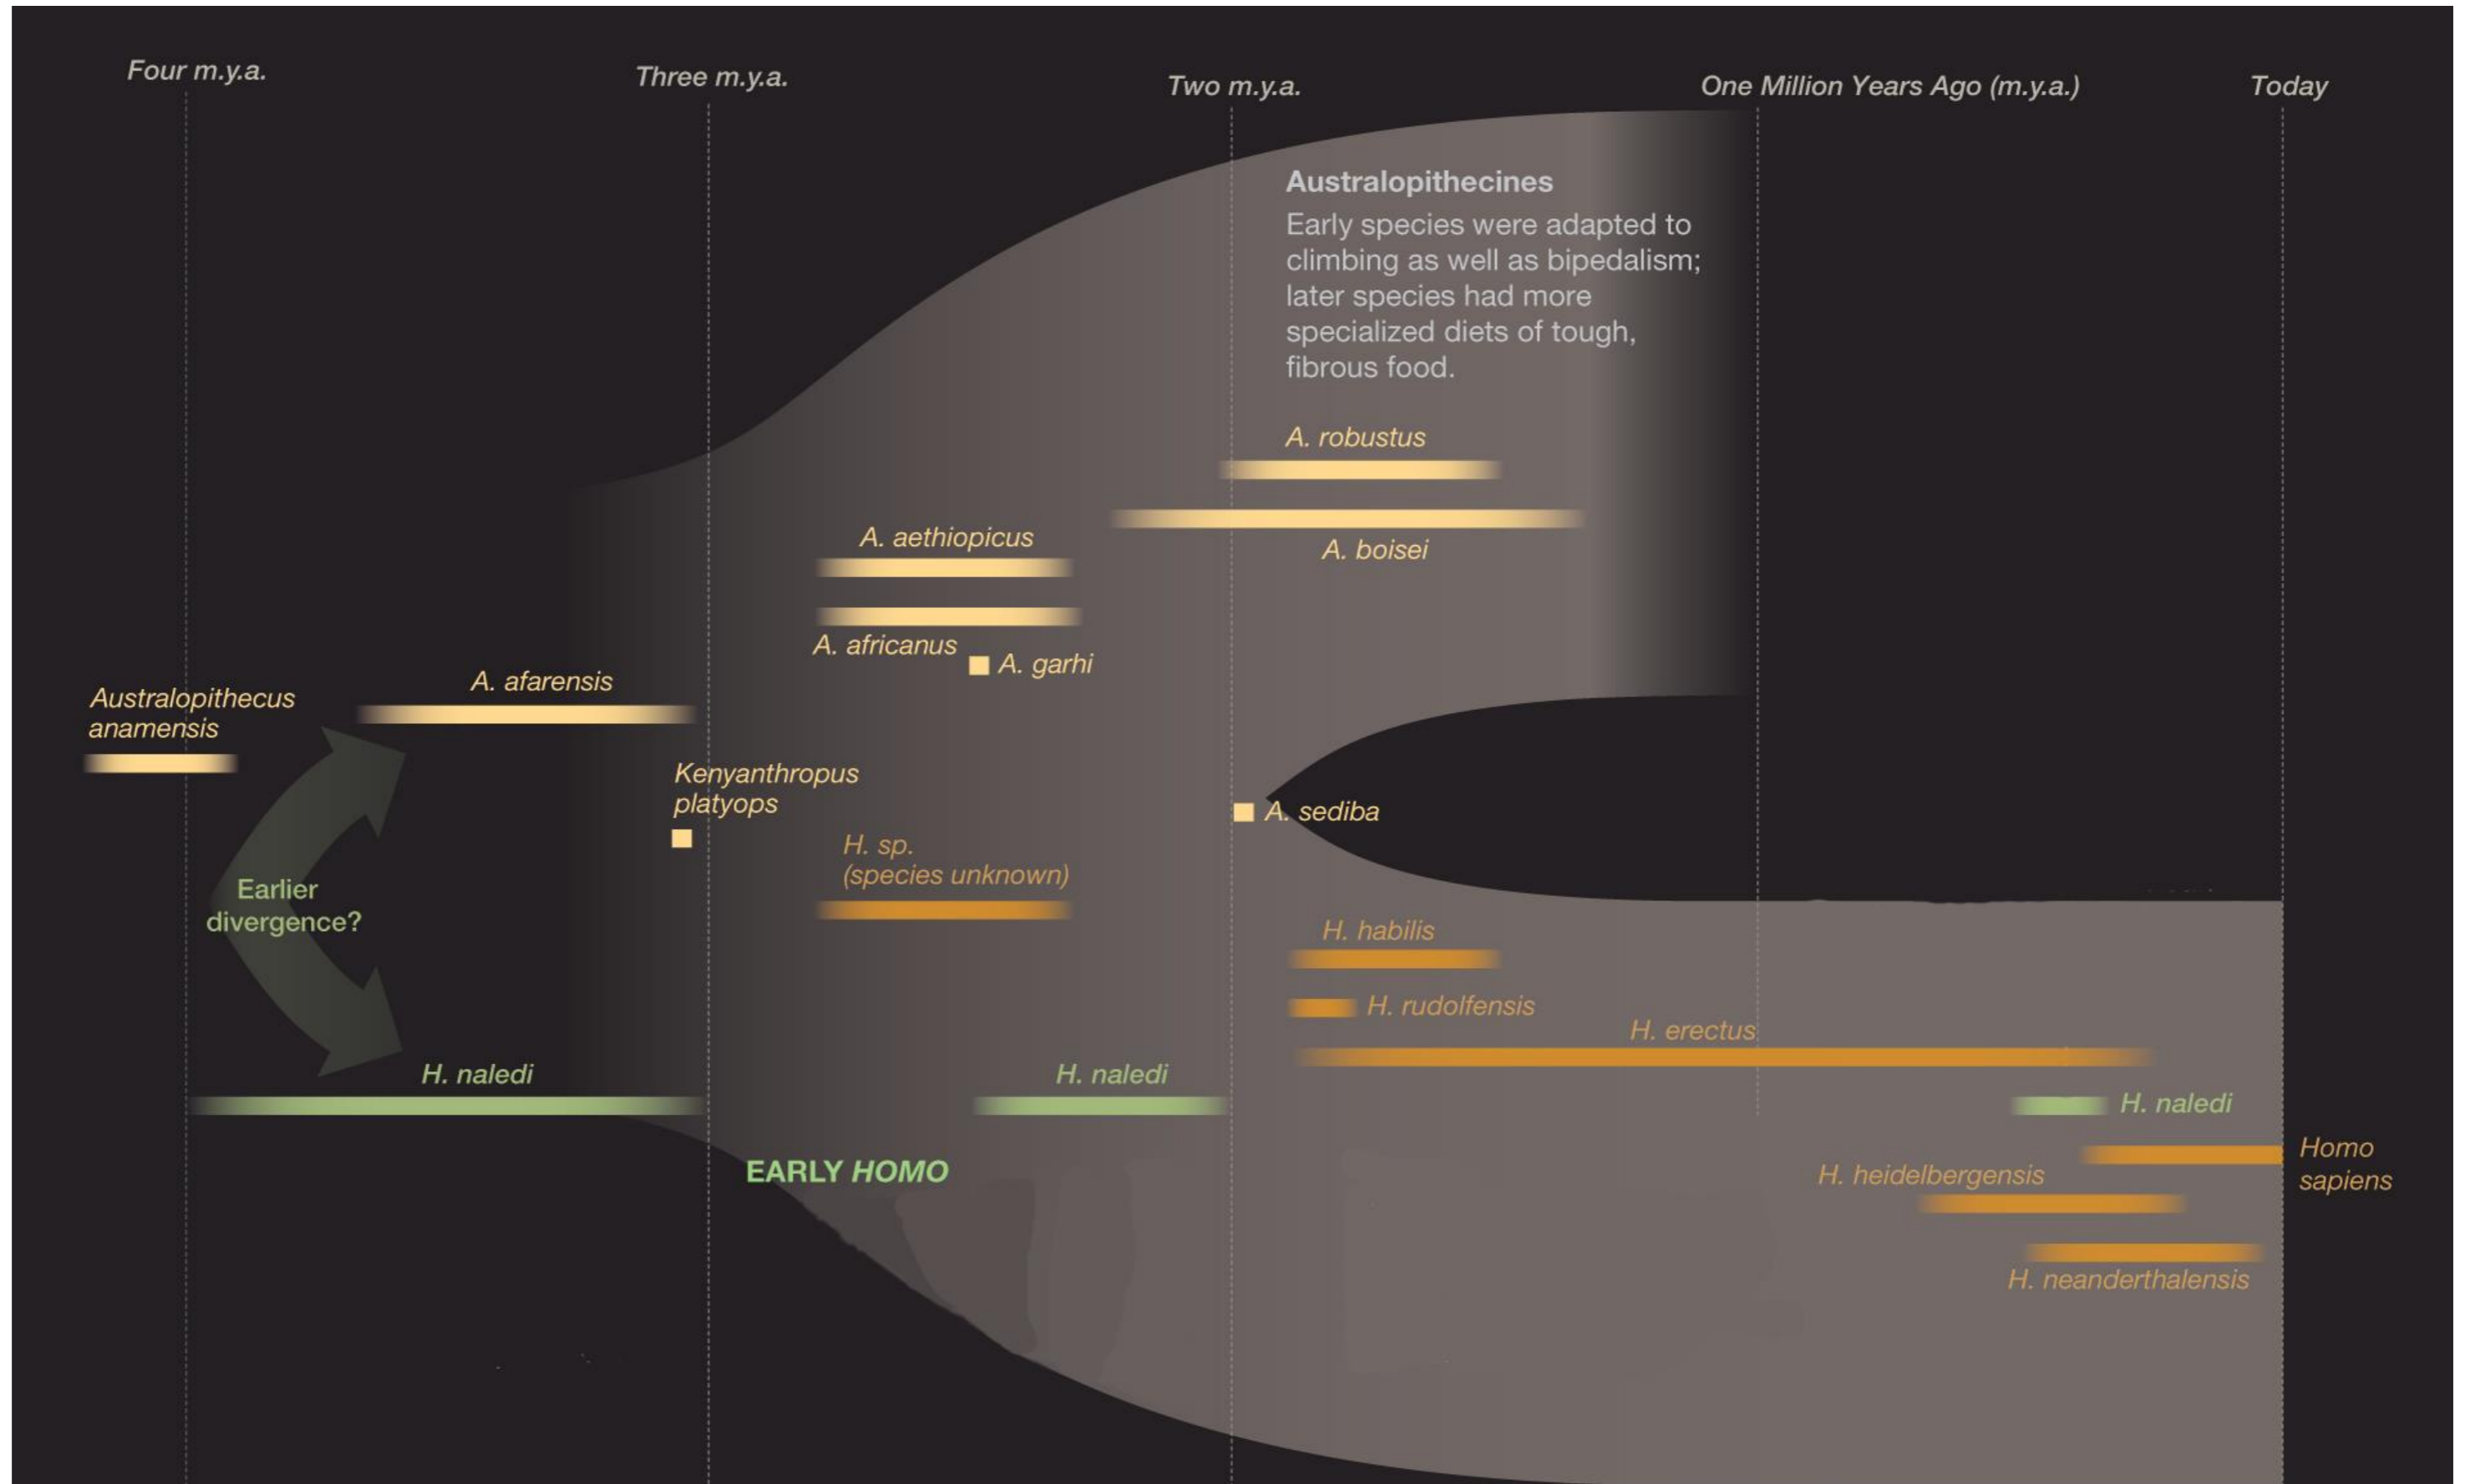 Four m.y.a.
Three m.y.a.
Two m.y.a.
One Million Years Ago (m.y.a.)
Today
Australopithecines
Early species were adapted to
climbing as well as bipedalism;
later species had more
specialized diets of tough,
fibrous food.
A. robustus
A. boisei
A. aethiopicus
A. africanus
A. garhi
A. afarensis
Australopithecus
anamensis
Kenyanthropus
platyops
A. sediba
H. sp.
(species unknown)
Earlier
divergence?
H. habilis
H. rudolfensis
H. erectus
H. naledi
H. naledi
H. naledi
Homo
sapiens
EARLY HOMO
H. heidelbergensis
H. neanderthalensis